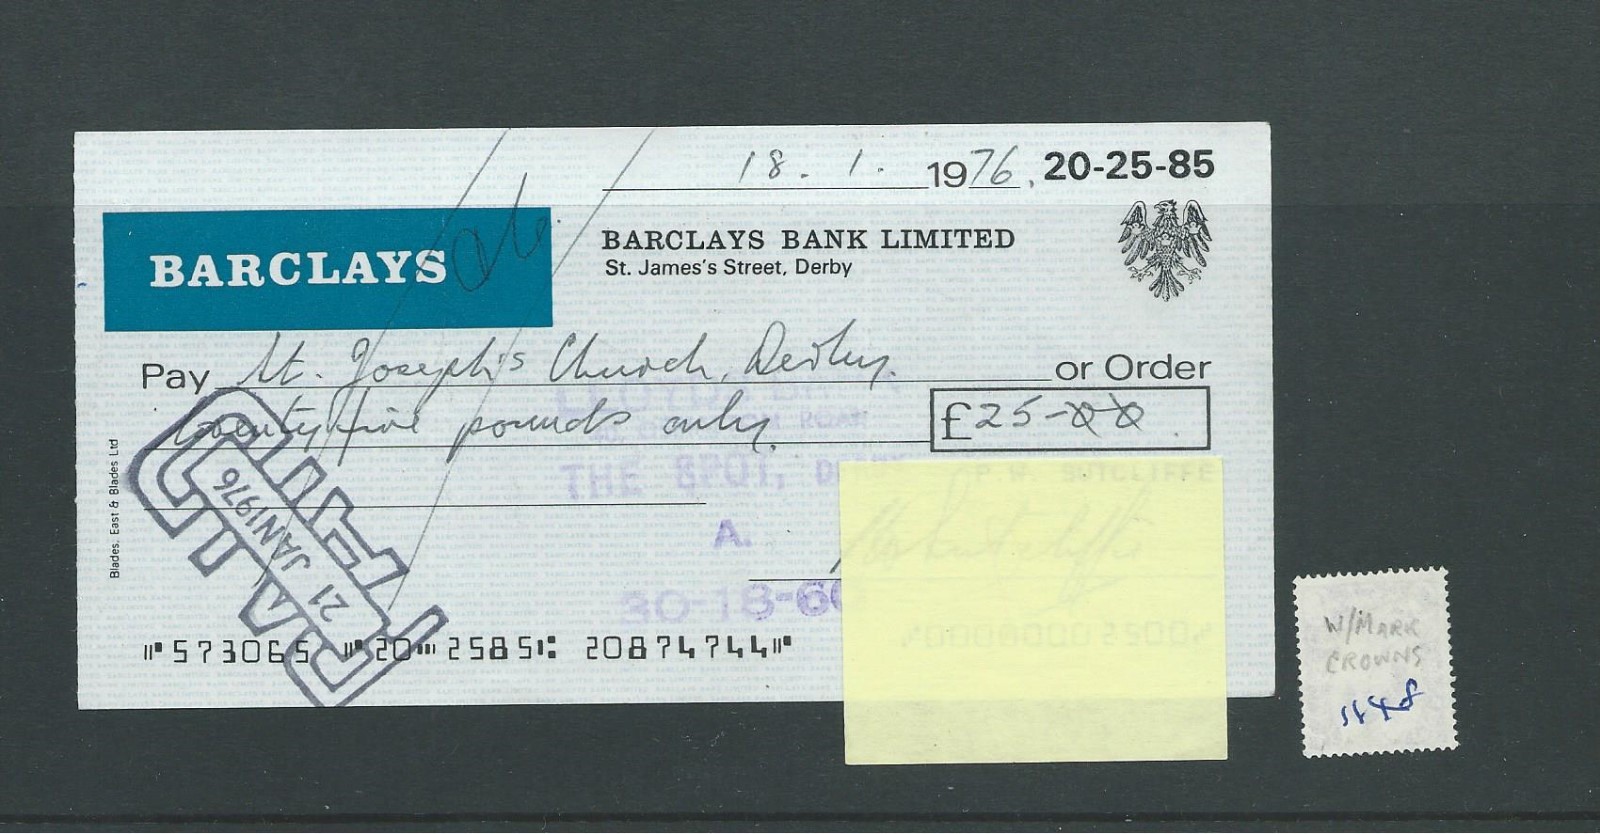 18. 1. 1976, 20-25-85
BARCLAYS
a/c
BARCLAYS BANK LIMITED
St. James's Street, Derby
Pay St. Joseph's Church, Derby. or Order
twenty five pounds only. £25-00
THE SPOT, DERBY
P W SUTCLIFFE
A.
30-18-60
PAID
21 JAN 1976
Blades, East & Blades Ltd
⑈573065 ⑈20⑉2585⑆ 20874744⑈
W/MARK
CROWNS